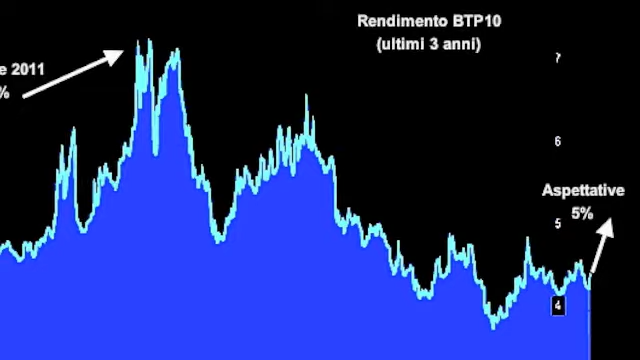 Rendimento BTP10
(ultimi 3 anni)
7
e 2011
%
6
Aspettative
5%
5
4